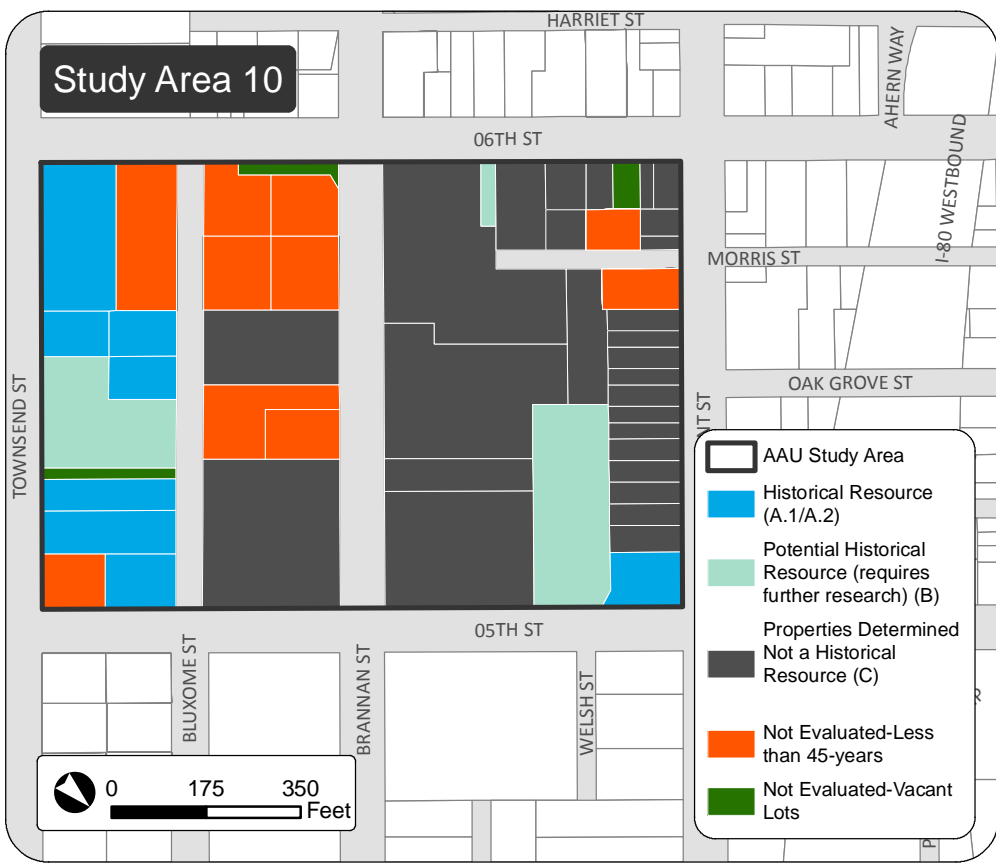 HARRIET ST
Study Area 10
AHERN WAY
06TH ST
I-80 WESTBOUND
MORRIS ST
OAK GROVE ST
TOWNSEND ST
NT ST
AAU Study Area
Historical Resource
(A.1/A.2)
Potential Historical
Resource (requires
further research) (B)
Properties Determined
Not a Historical
Resource (C)
Not Evaluated-Less
than 45-years
Not Evaluated-Vacant
Lots
05TH ST
BLUXOME ST
BRANNAN ST
WELSH ST
R
P
0 175 350
Feet